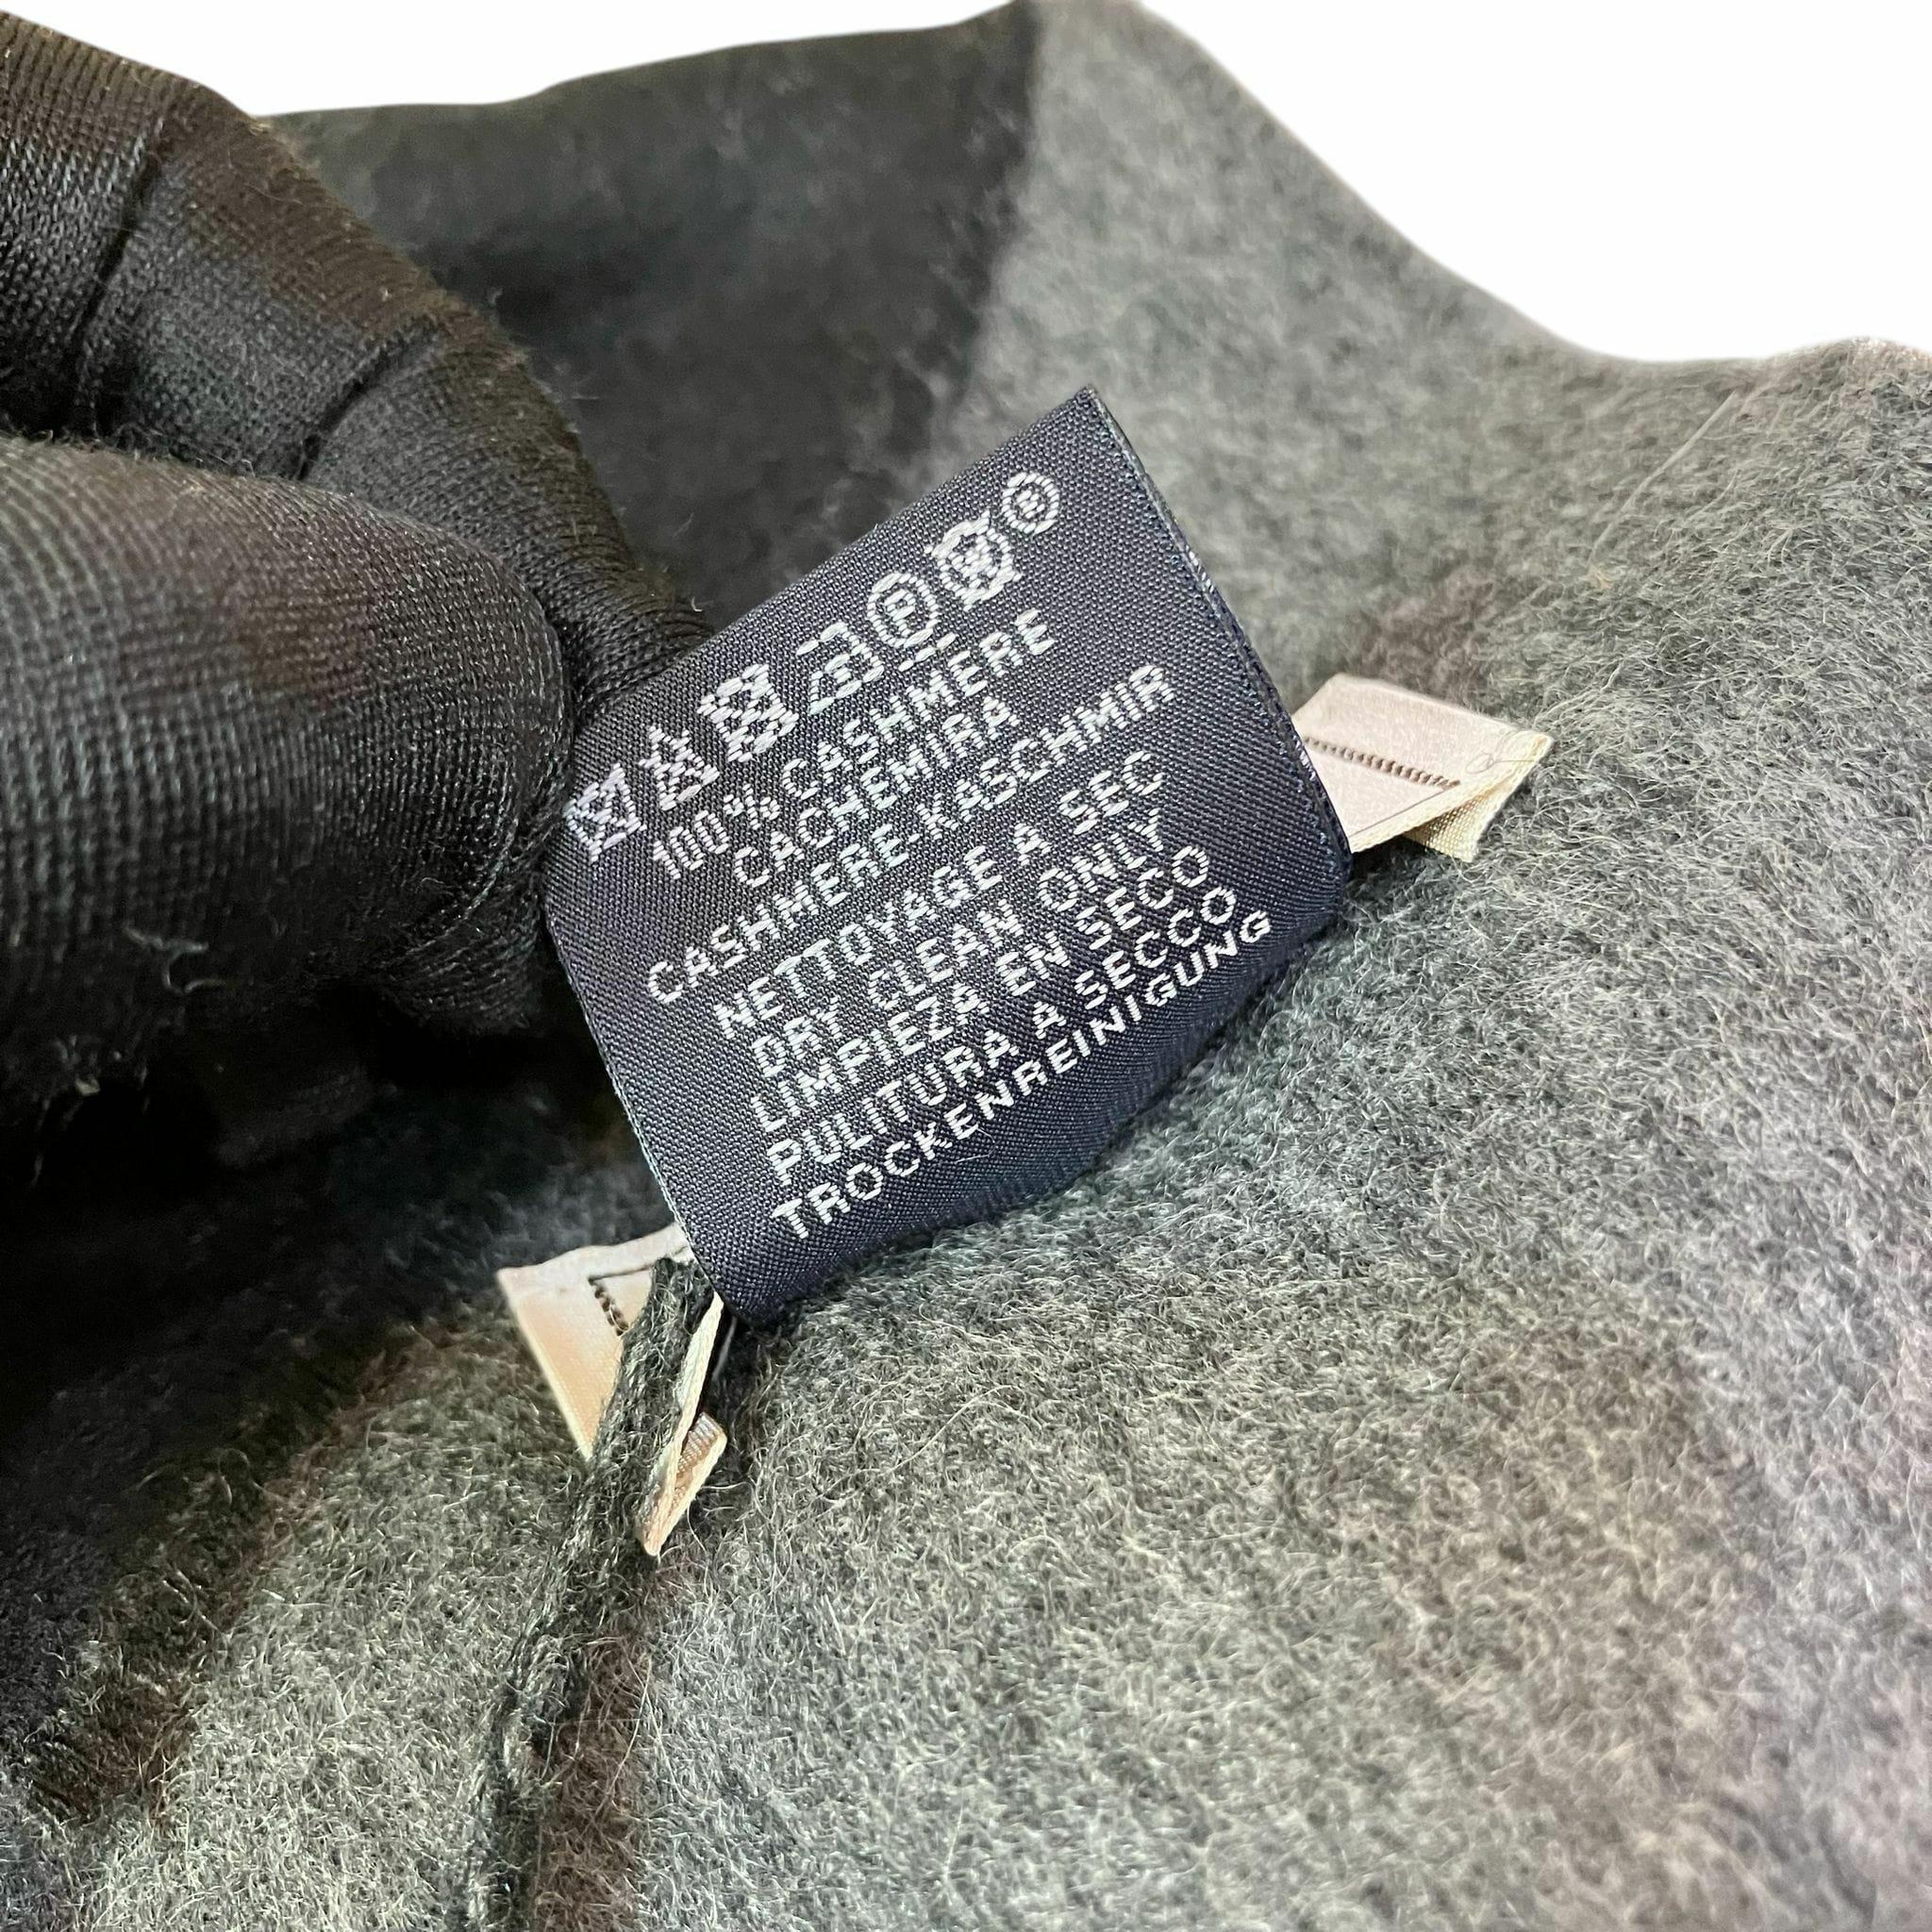 100% CASHMERE
CACHEMIRA
CASHMERE-KASCHMIR
NETTOYAGE A SEC
DRY CLEAN ONLY
LIMPIEZA EN SECO
PULITURA A SECCO
TROCKENREINIGUNG